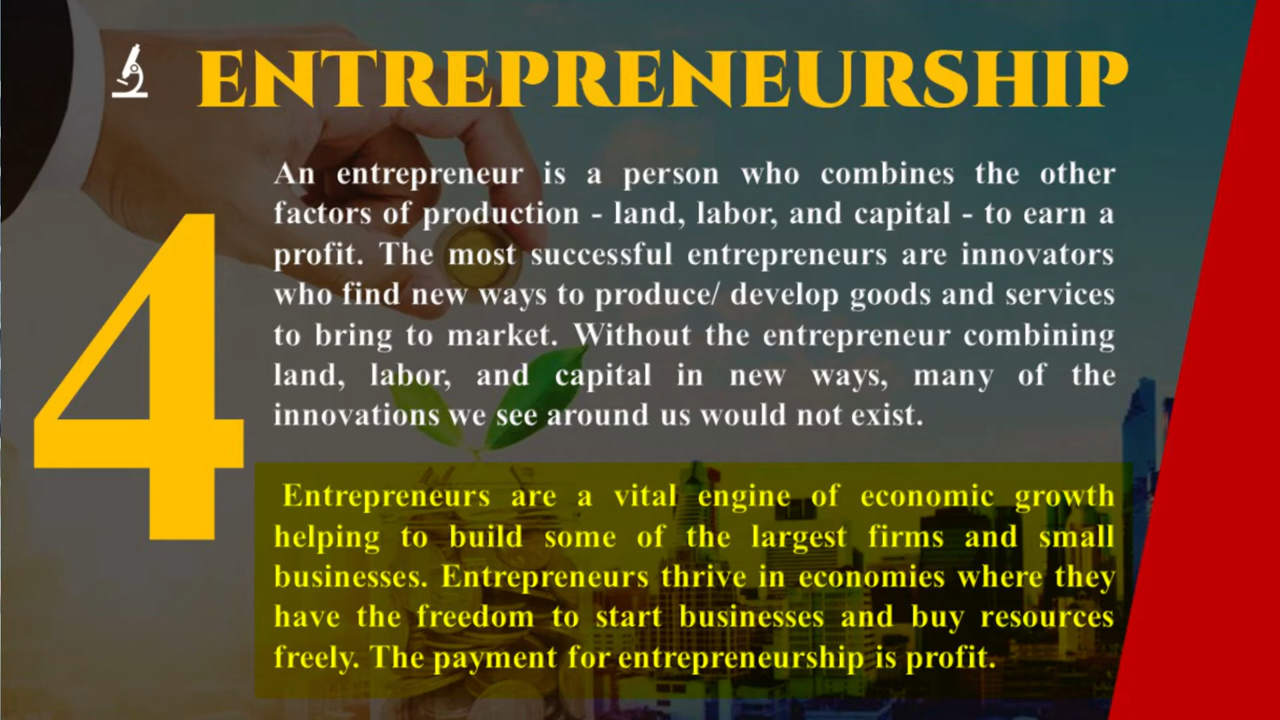 ENTREPRENEURSHIP
4
An entrepreneur is a person who combines the other
factors of production - land, labor, and capital - to earn a
profit. The most successful entrepreneurs are innovators
who find new ways to produce/ develop goods and services
to bring to market. Without the entrepreneur combining
land, labor, and capital in new ways, many of the
innovations we see around us would not exist.
Entrepreneurs are a vital engine of economic growth
helping to build some of the largest firms and small
businesses. Entrepreneurs thrive in economies where they
have the freedom to start businesses and buy resources
freely. The payment for entrepreneurship is profit.